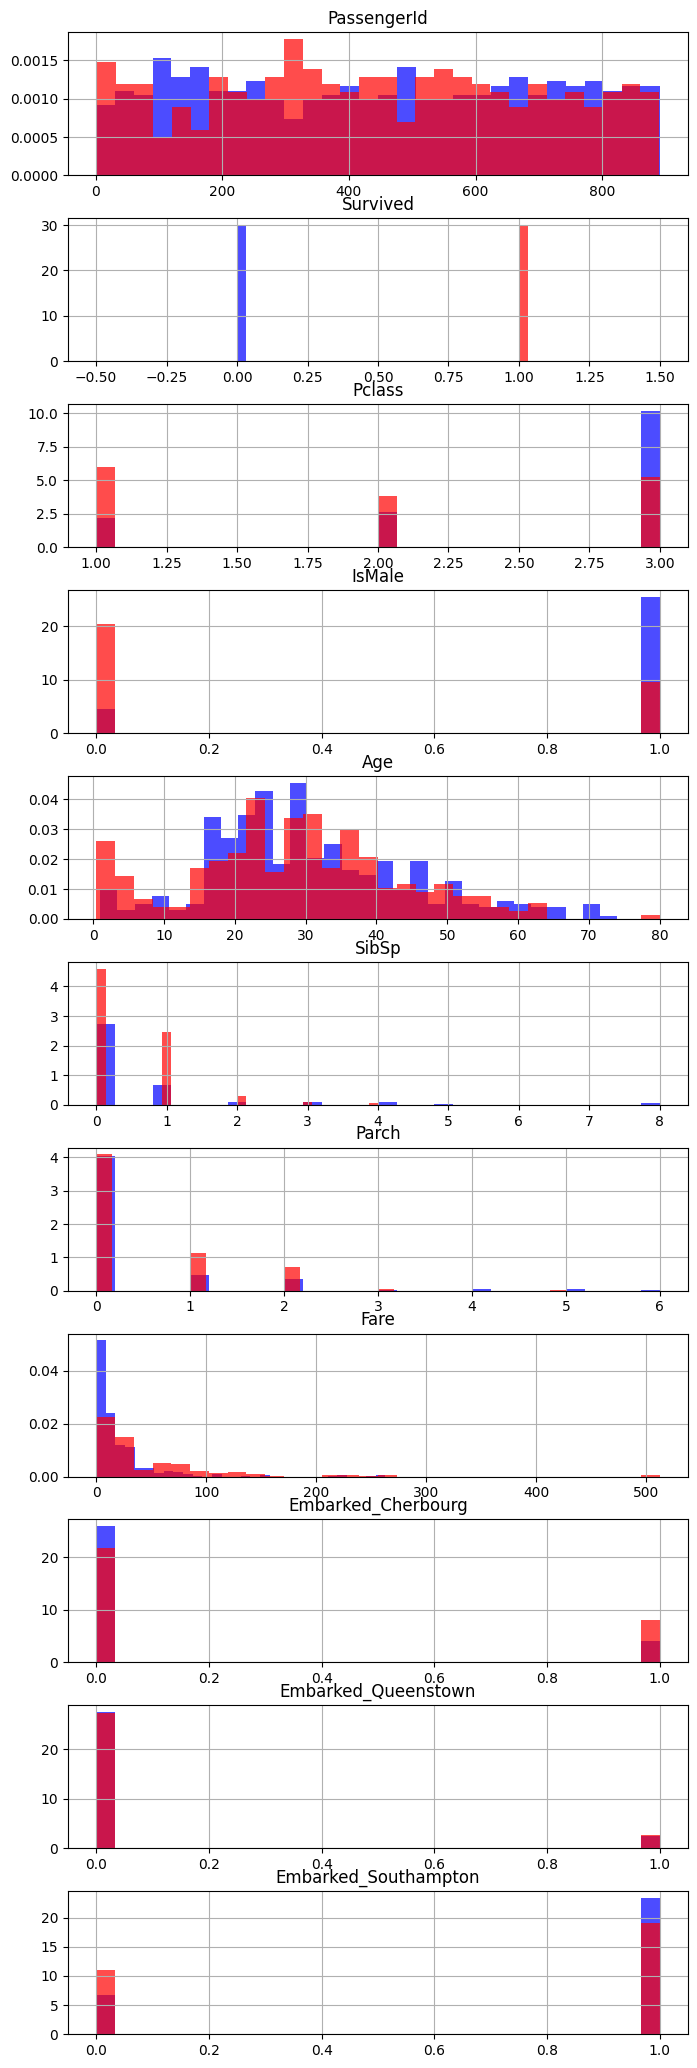 PassengerId
0.0015
0.0010
0.0005
0.0000
0 200 400 600 800
Survived
30
20
10
0
−0.50 −0.25 0.00 0.25 0.50 0.75 1.00 1.25 1.50
Pclass
10.0
7.5
5.0
2.5
0.0
1.00 1.25 1.50 1.75 2.00 2.25 2.50 2.75 3.00
IsMale
20
10
0
0.0 0.2 0.4 0.6 0.8 1.0
Age
0.04
0.03
0.02
0.01
0.00
0 10 20 30 40 50 60 70 80
SibSp
4
3
2
1
0
0 1 2 3 4 5 6 7 8
Parch
4
3
2
1
0
0 1 2 3 4 5 6
Fare
0.04
0.02
0.00
0 100 200 300 400 500
Embarked_Cherbourg
20
10
0
0.0 0.2 0.4 0.6 0.8 1.0
Embarked_Queenstown
20
10
0
0.0 0.2 0.4 0.6 0.8 1.0
Embarked_Southampton
20
15
10
5
0
0.0 0.2 0.4 0.6 0.8 1.0